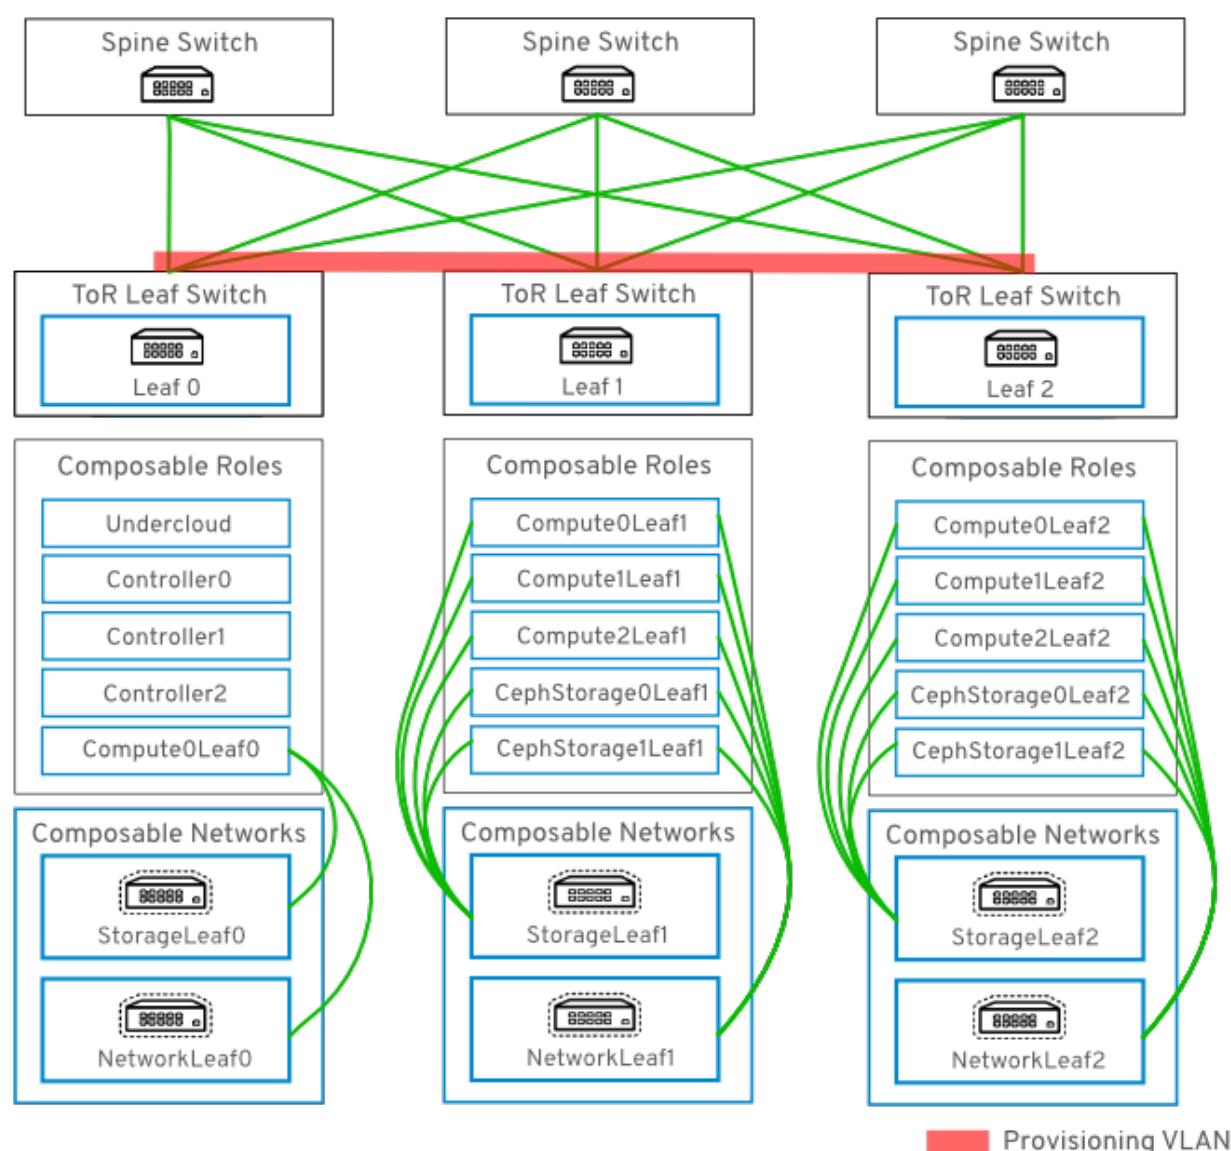 Spine Switch
Spine Switch
Spine Switch
ToR Leaf Switch
Leaf 0
ToR Leaf Switch
Leaf 1
ToR Leaf Switch
Leaf 2
Composable Roles
Undercloud
Controller0
Controller1
Controller2
Compute0Leaf0
Composable Roles
Compute0Leaf1
Compute1Leaf1
Compute2Leaf1
CephStorage0Leaf1
CephStorage1Leaf1
Composable Roles
Compute0Leaf2
Compute1Leaf2
Compute2Leaf2
CephStorage0Leaf2
CephStorage1Leaf2
Composable Networks
StorageLeaf0
NetworkLeaf0
Composable Networks
StorageLeaf1
NetworkLeaf1
Composable Networks
StorageLeaf2
NetworkLeaf2
Provisioning VLAN